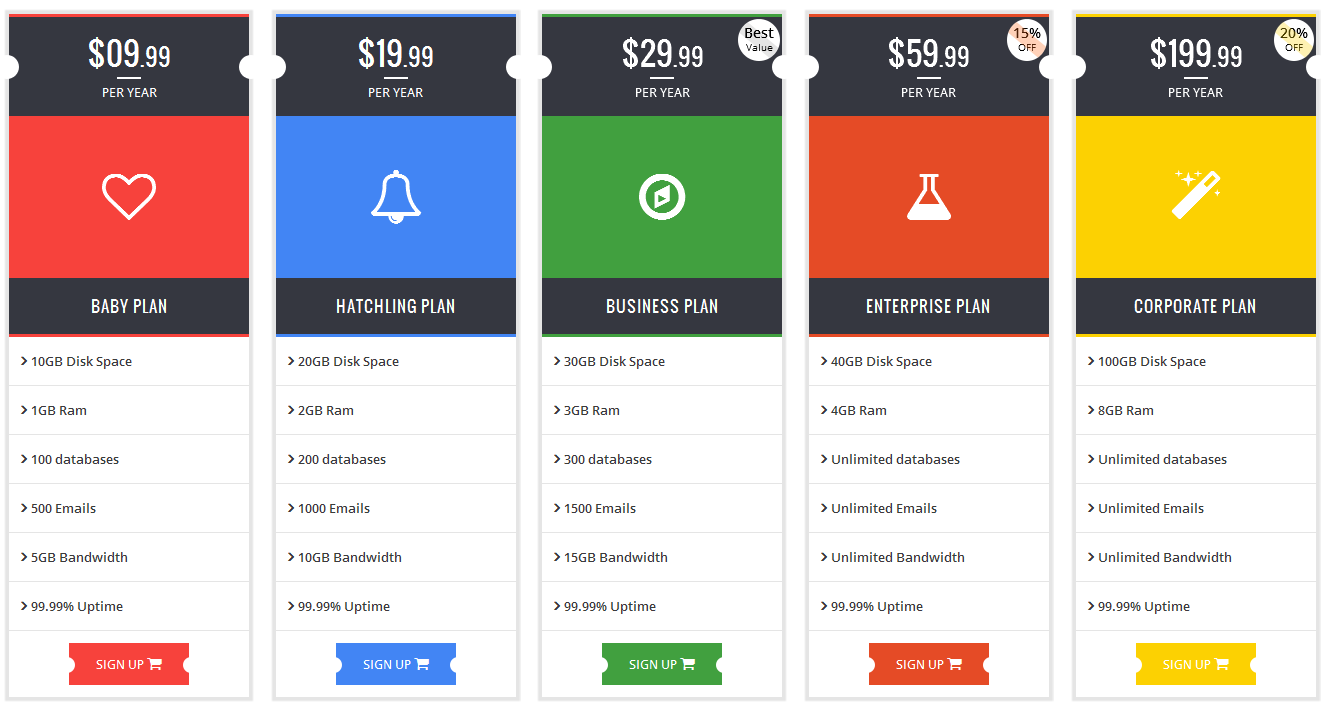 $09.99
PER YEAR
BABY PLAN
10GB Disk Space
1GB Ram
100 databases
500 Emails
5GB Bandwidth
99.99% Uptime
SIGN UP
$19.99
PER YEAR
HATCHLING PLAN
20GB Disk Space
2GB Ram
200 databases
1000 Emails
10GB Bandwidth
99.99% Uptime
SIGN UP
Best
Value
$29.99
PER YEAR
BUSINESS PLAN
30GB Disk Space
3GB Ram
300 databases
1500 Emails
15GB Bandwidth
99.99% Uptime
SIGN UP
15%
OFF
$59.99
PER YEAR
ENTERPRISE PLAN
40GB Disk Space
4GB Ram
Unlimited databases
Unlimited Emails
Unlimited Bandwidth
99.99% Uptime
SIGN UP
20%
OFF
$199.99
PER YEAR
CORPORATE PLAN
100GB Disk Space
8GB Ram
Unlimited databases
Unlimited Emails
Unlimited Bandwidth
99.99% Uptime
SIGN UP